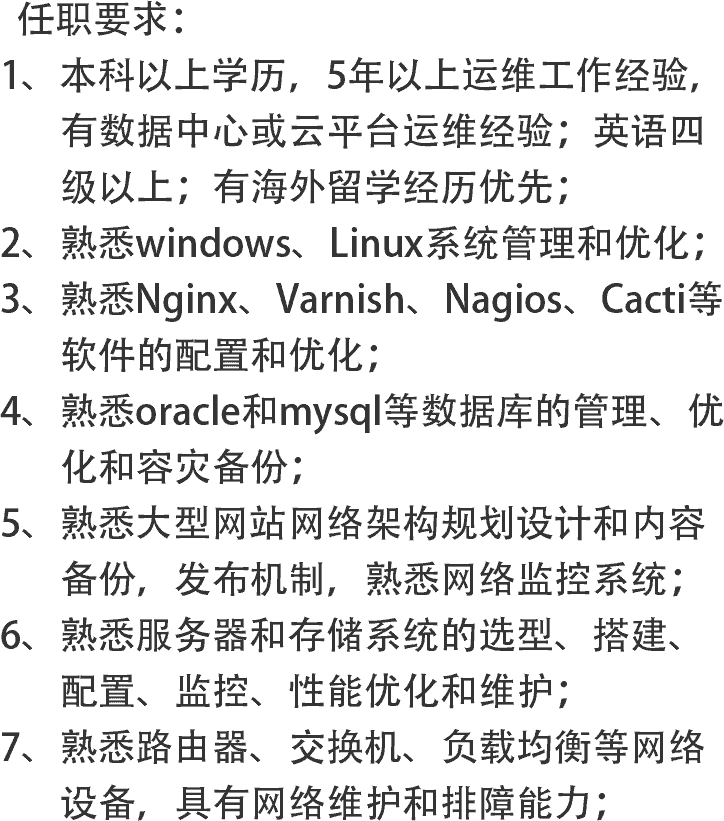 任职要求：
1、本科以上学历，5年以上运维工作经验，
有数据中心或云平台运维经验；英语四
级以上；有海外留学经历优先；
2、熟悉windows、Linux系统管理和优化；
3、熟悉Nginx、Varnish、Nagios、Cacti等
软件的配置和优化；
4、熟悉oracle和mysql等数据库的管理、优
化和容灾备份；
5、熟悉大型网站网络架构规划设计和内容
备份，发布机制，熟悉网络监控系统；
6、熟悉服务器和存储系统的选型、搭建、
配置、监控、性能优化和维护；
7、熟悉路由器、交换机、负载均衡等网络
设备，具有网络维护和排障能力；